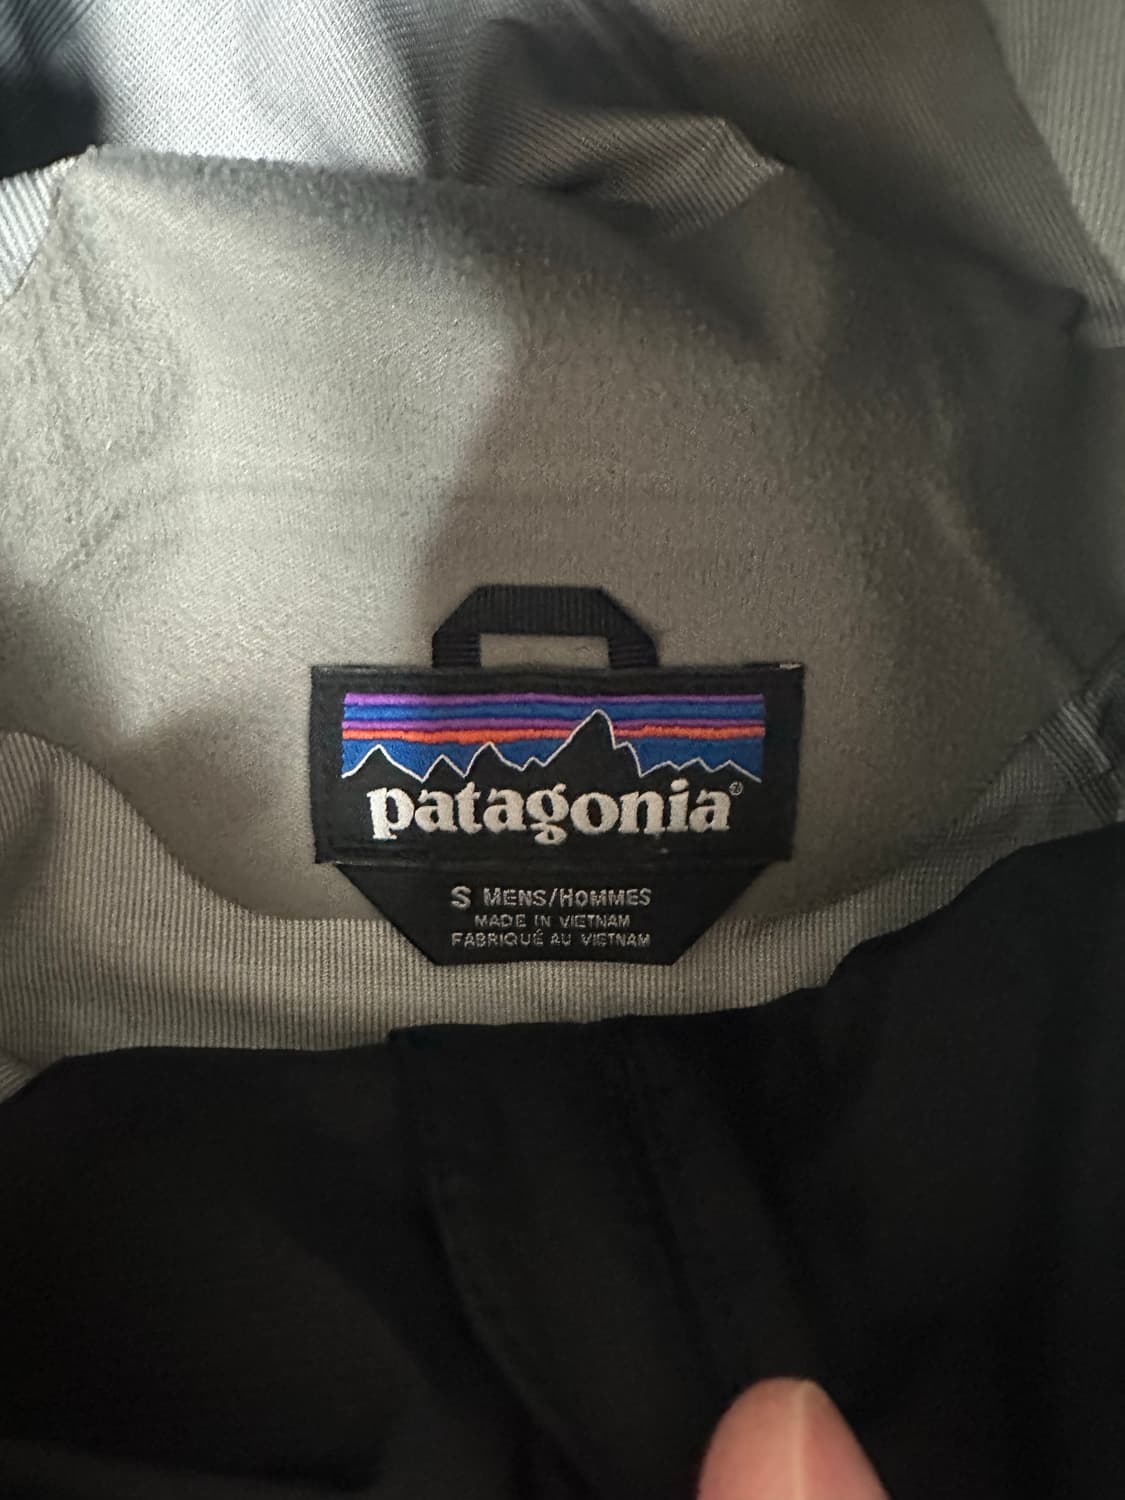 patagonia®
S MENS/HOMMES
MADE IN VIETNAM
FABRIQUÉ AU VIETNAM